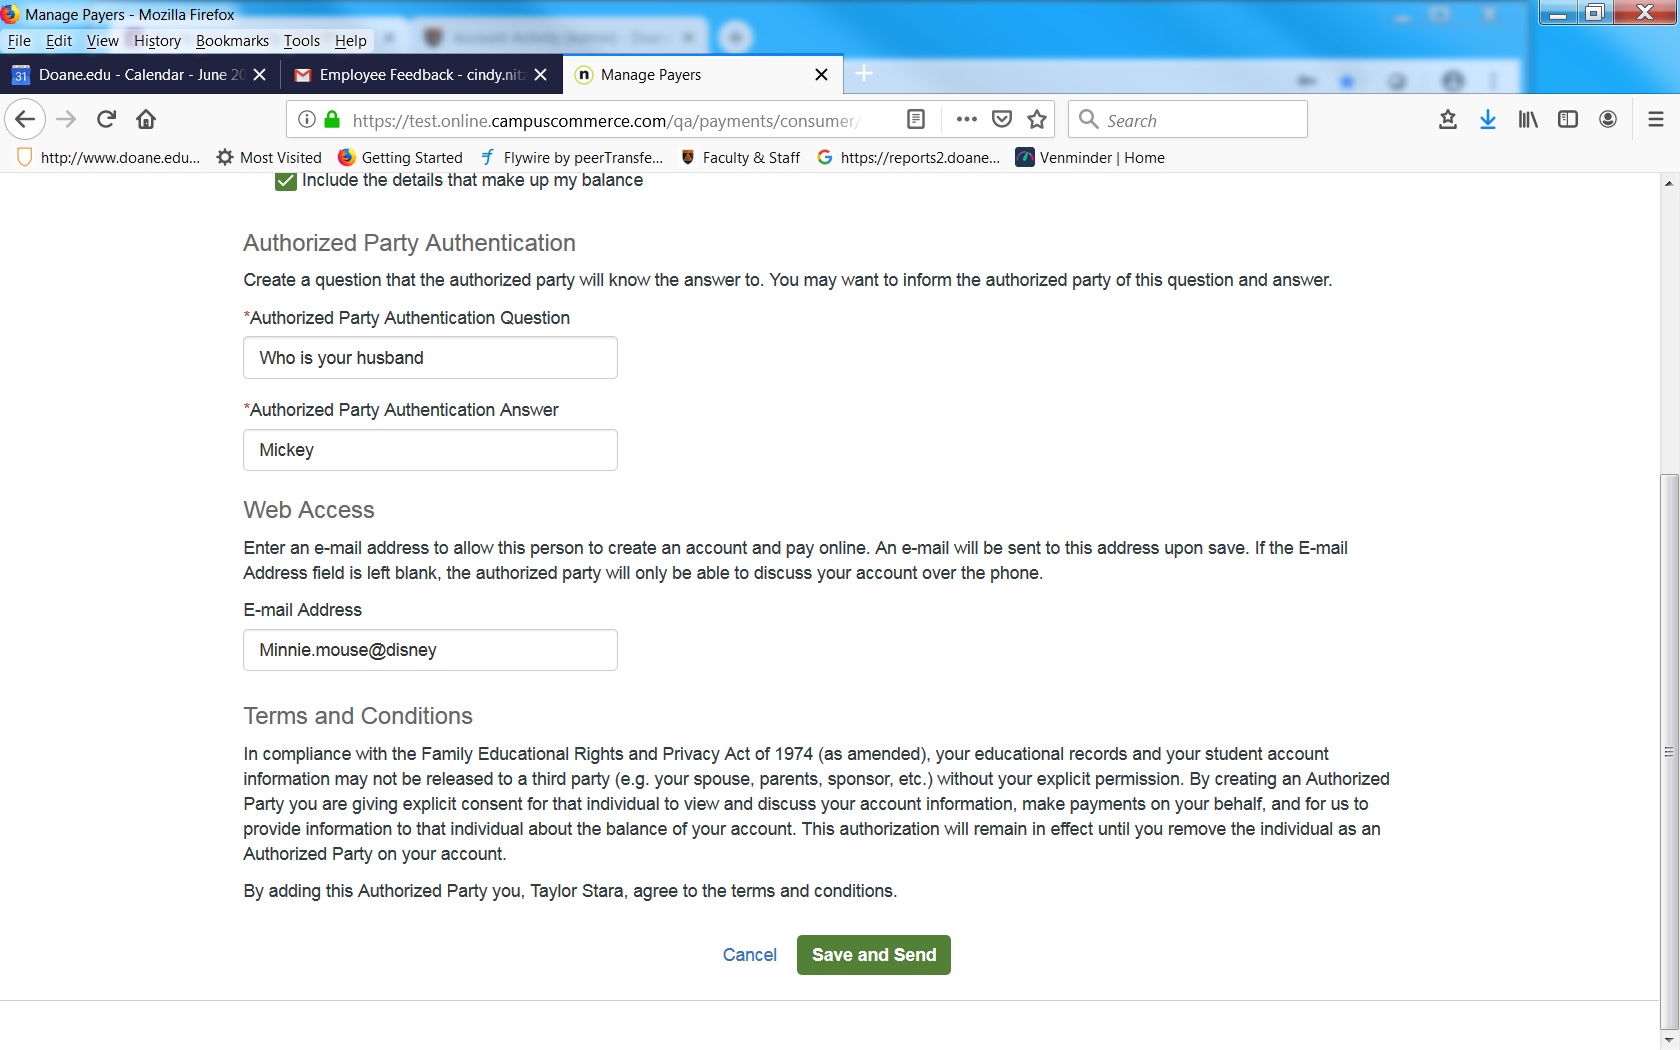 Manage Payers - Mozilla Firefox
File Edit View History Bookmarks Tools Help
31 Doane.edu - Calendar - June 20
Employee Feedback - cindy.nitz
n Manage Payers
https://test.online.campuscommerce.com/qa/payments/consumer/
Search
http://www.doane.edu... Most Visited Getting Started Flywire by peerTransfe... Faculty & Staff https://reports2.doane... Venminder | Home
Include the details that make up my balance
Authorized Party Authentication
Create a question that the authorized party will know the answer to. You may want to inform the authorized party of this question and answer.
*Authorized Party Authentication Question
Who is your husband
*Authorized Party Authentication Answer
Mickey
Web Access
Enter an e-mail address to allow this person to create an account and pay online. An e-mail will be sent to this address upon save. If the E-mail
Address field is left blank, the authorized party will only be able to discuss your account over the phone.
E-mail Address
Minnie.mouse@disney
Terms and Conditions
In compliance with the Family Educational Rights and Privacy Act of 1974 (as amended), your educational records and your student account
information may not be released to a third party (e.g. your spouse, parents, sponsor, etc.) without your explicit permission. By creating an Authorized
Party you are giving explicit consent for that individual to view and discuss your account information, make payments on your behalf, and for us to
provide information to that individual about the balance of your account. This authorization will remain in effect until you remove the individual as an
Authorized Party on your account.
By adding this Authorized Party you, Taylor Stara, agree to the terms and conditions.
Cancel Save and Send